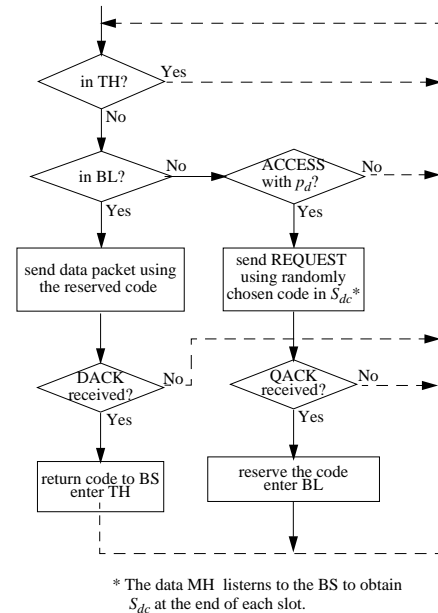 in TH?
Yes
No
in BL?
No
ACCESS
with p_d?
No
Yes
Yes
send data packet using
the reserved code
send REQUEST
using randomly
chosen code in S_dc*
DACK
received?
No
QACK
received?
No
Yes
Yes
return code to BS
enter TH
reserve the code
enter BL
* The data MH listerns to the BS to obtain
S_dc at the end of each slot.